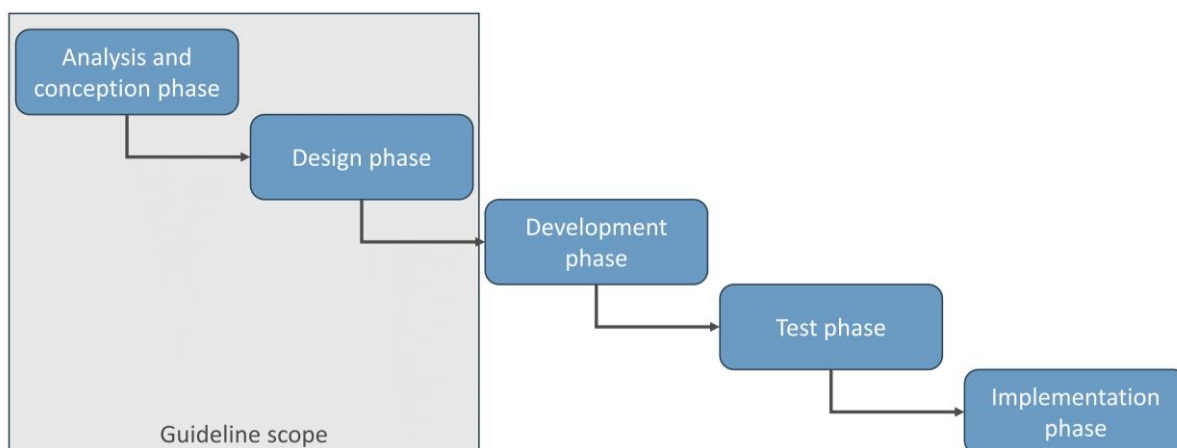 Analysis and
conception phase
Design phase
Development
phase
Test phase
Implementation
phase
Guideline scope